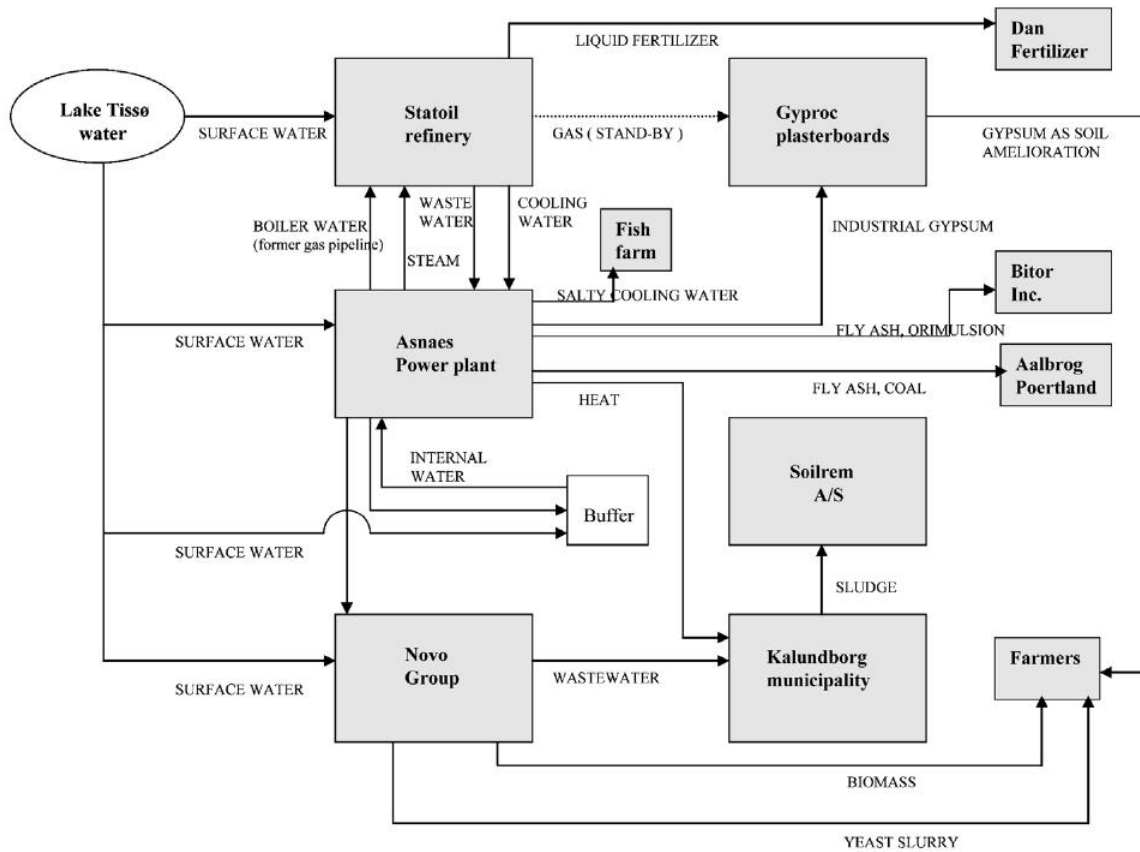 LIQUID FERTILIZER
Dan
Fertilizer
Lake Tissø
water
SURFACE WATER
Statoil
refinery
GAS ( STAND-BY )
Gyproc
plasterboards
GYPSUM AS SOIL
AMELIORATION
BOILER WATER
(former gas pipeline)
STEAM
WASTE
WATER
COOLING
WATER
Fish
farm
INDUSTRIAL GYPSUM
SALTY COOLING WATER
Bitor
Inc.
FLY ASH, ORIMULSION
SURFACE WATER
Asnaes
Power plant
HEAT
FLY ASH, COAL
Aalbrog
Poertland
INTERNAL
WATER
Buffer
Soilrem
A/S
SURFACE WATER
SLUDGE
SURFACE WATER
Novo
Group
WASTEWATER
Kalundborg
municipality
Farmers
BIOMASS
YEAST SLURRY